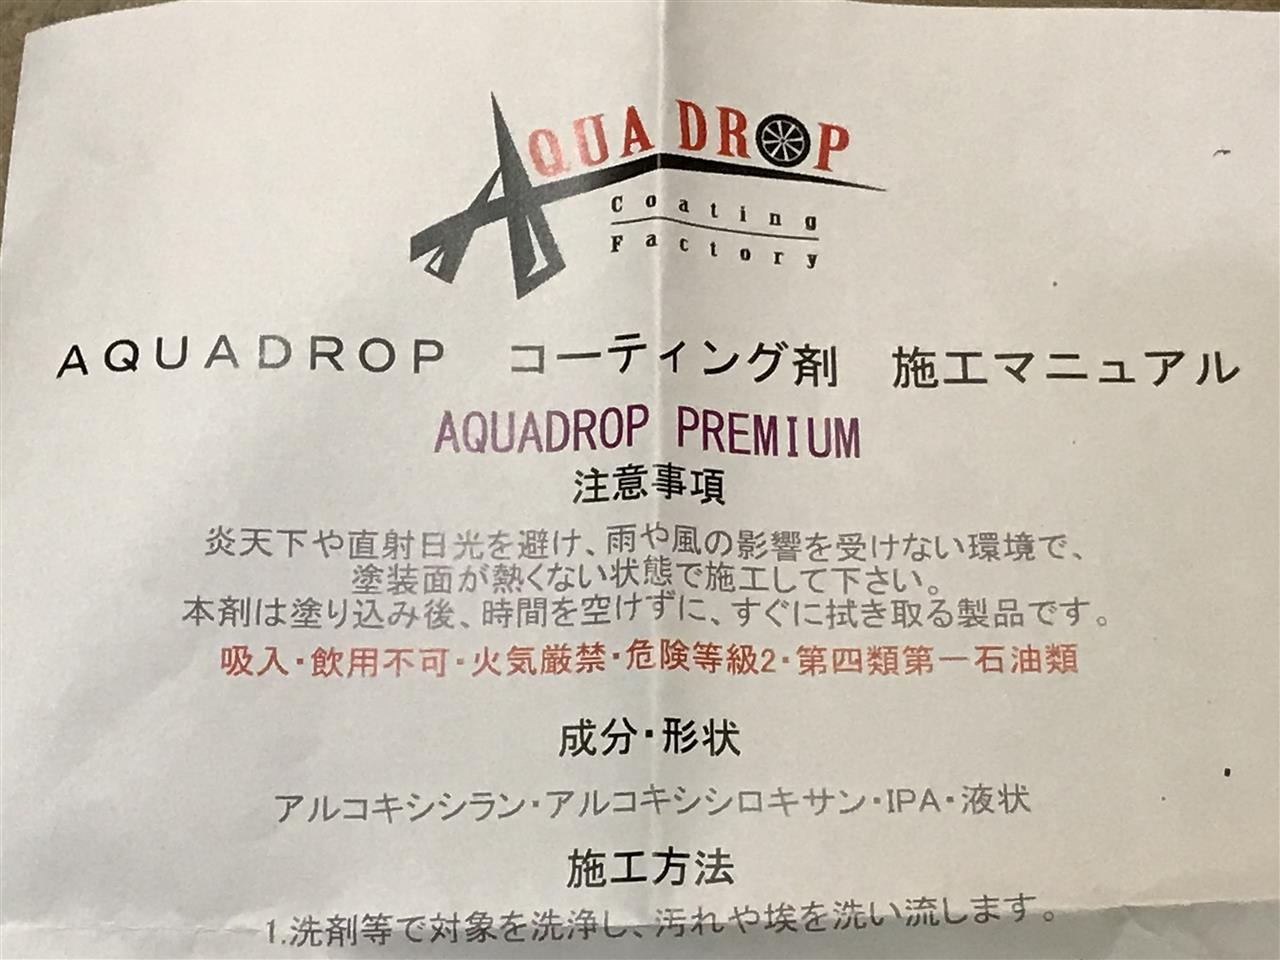 AQUA DROP
Coating
Factory
AQUADROP コーティング剤 施工マニュアル
AQUADROP PREMIUM
注意事項
炎天下や直射日光を避け、雨や風の影響を受けない環境で、
塗装面が熱くない状態で施工して下さい。
本剤は塗り込み後、時間を空けずに、すぐに拭き取る製品です。
吸入・飲用不可・火気厳禁・危険等級2・第四類第一石油類
成分・形状
アルコキシシラン・アルコキシシロキサン・IPA・液状
施工方法
1.洗剤等で対象を洗浄し、汚れや埃を洗い流します。